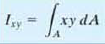 I_xy = ∫_A xy dA